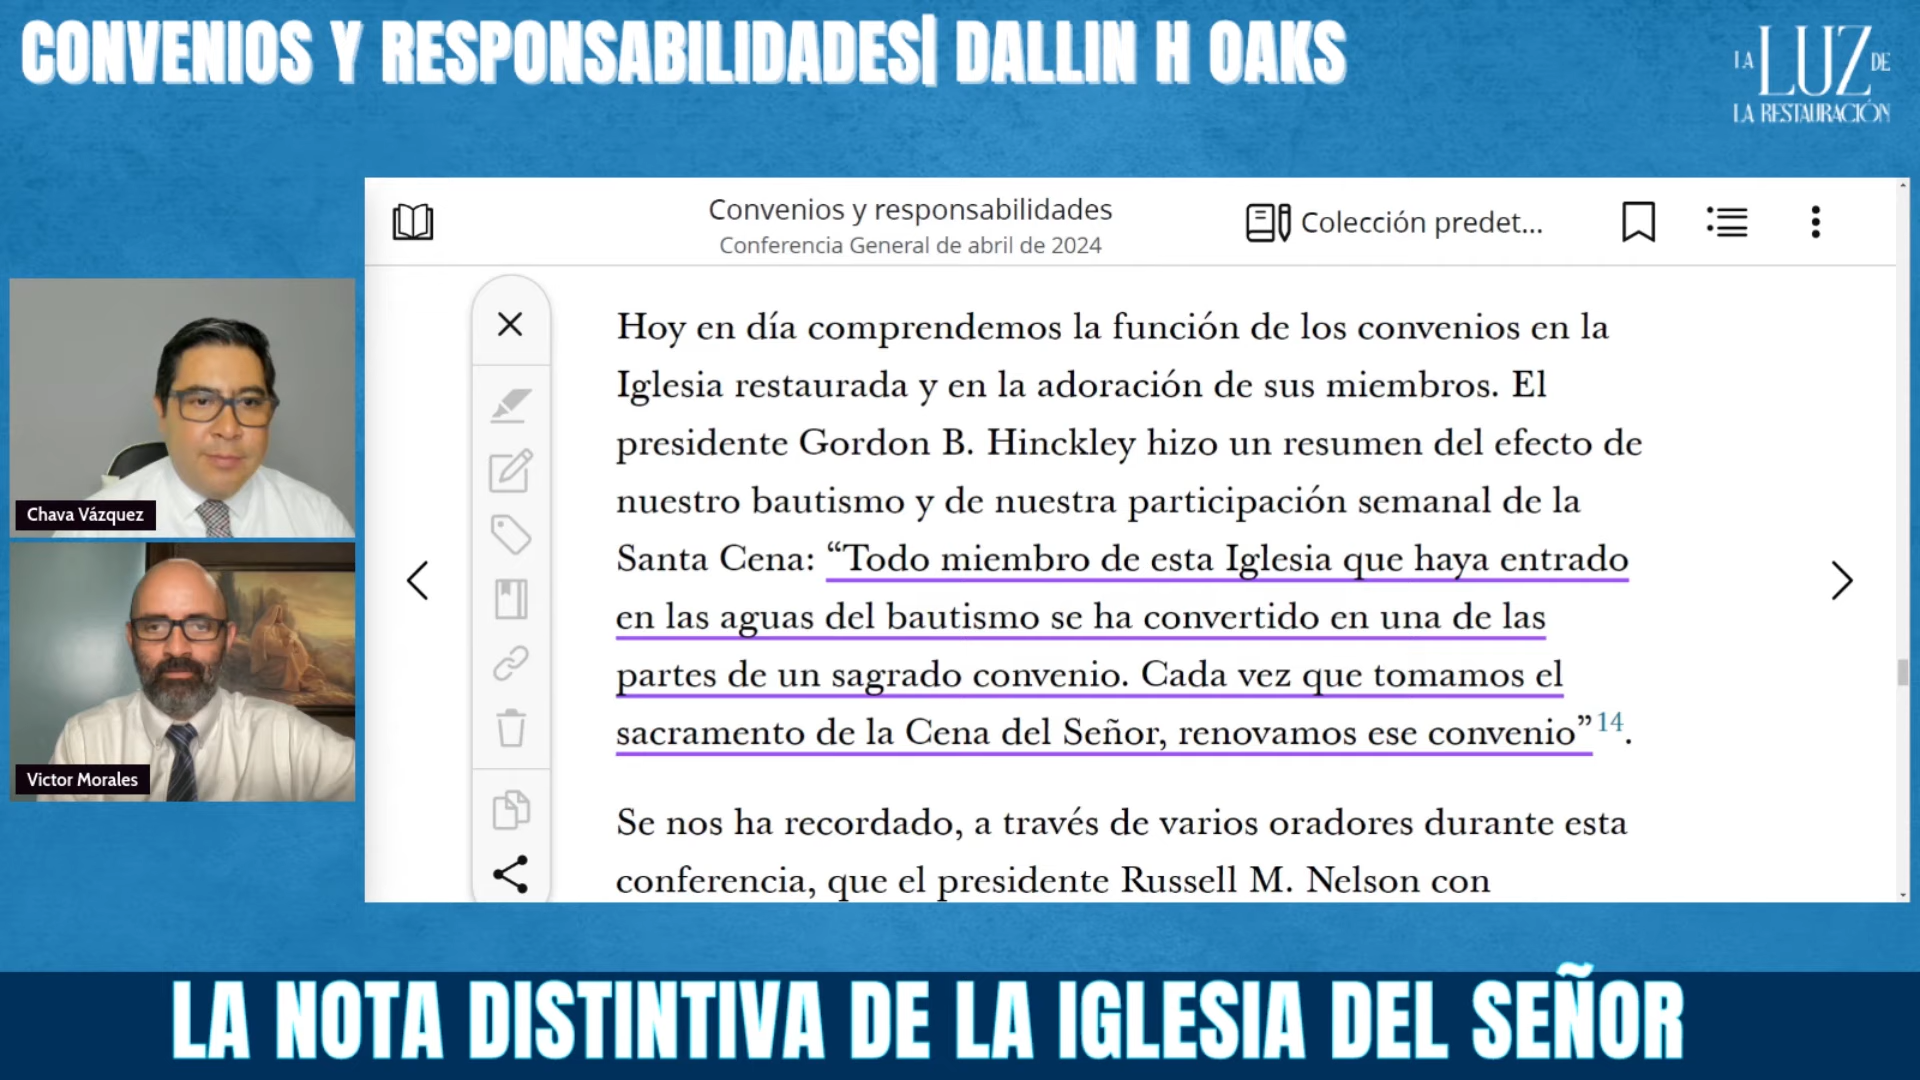 CONVENIOS Y RESPONSABILIDADES| DALLIN H OAKS
LA LUZ DE
LA RESTAURACIÓN
Convenios y responsabilidades
Conferencia General de abril de 2024
Colección predet...
Hoy en día comprendemos la función de los convenios en la
Iglesia restaurada y en la adoración de sus miembros. El
presidente Gordon B. Hinckley hizo un resumen del efecto de
nuestro bautismo y de nuestra participación semanal de la
Santa Cena: “Todo miembro de esta Iglesia que haya entrado
en las aguas del bautismo se ha convertido en una de las
partes de un sagrado convenio. Cada vez que tomamos el
sacramento de la Cena del Señor, renovamos ese convenio”14.
Se nos ha recordado, a través de varios oradores durante esta
conferencia, que el presidente Russell M. Nelson con
Chava Vázquez
Victor Morales
LA NOTA DISTINTIVA DE LA IGLESIA DEL SEÑOR